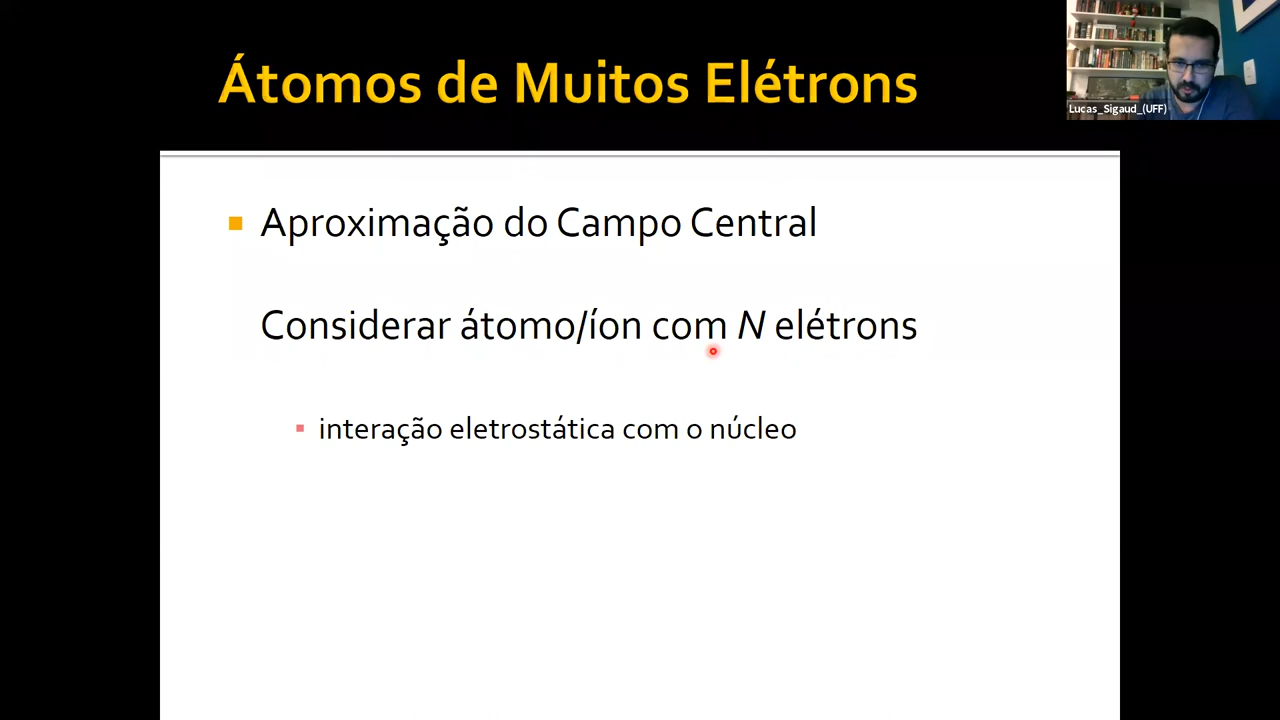 Átomos de Muitos Elétrons
Lucas_Sigaud_(UFF)
Aproximação do Campo Central
Considerar átomo/íon com N elétrons
interação eletrostática com o núcleo